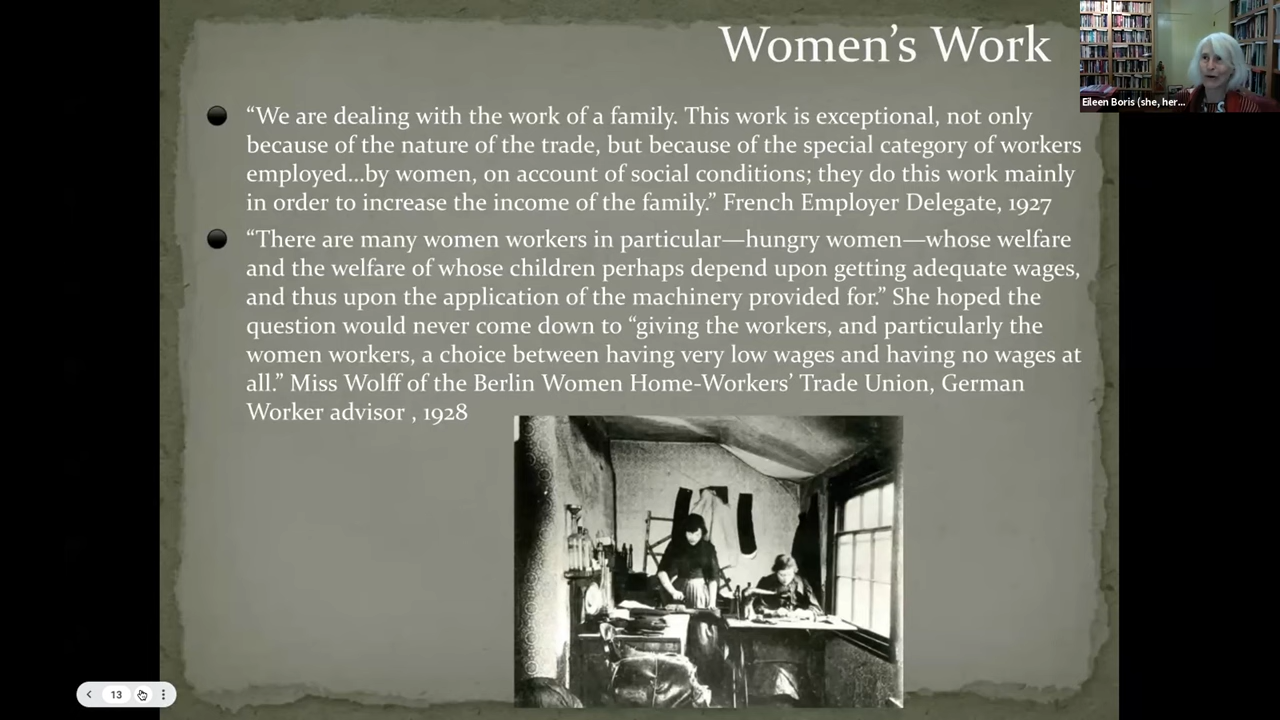 Women’s Work
“We are dealing with the work of a family. This work is exceptional, not only
because of the nature of the trade, but because of the special category of workers
employed…by women, on account of social conditions; they do this work mainly
in order to increase the income of the family.” French Employer Delegate, 1927
“There are many women workers in particular—hungry women—whose welfare
and the welfare of whose children perhaps depend upon getting adequate wages,
and thus upon the application of the machinery provided for.” She hoped the
question would never come down to “giving the workers, and particularly the
women workers, a choice between having very low wages and having no wages at
all.” Miss Wolff of the Berlin Women Home-Workers’ Trade Union, German
Worker advisor , 1928
Eileen Boris (she, her...
13